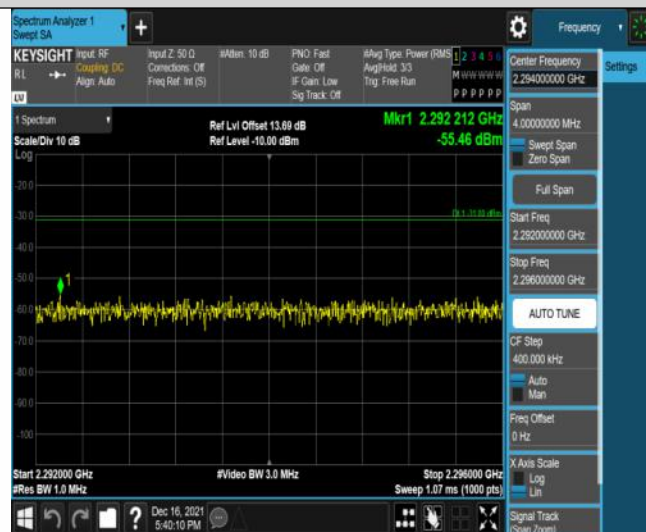 Spectrum Analyzer 1
Swept SA
+
Frequency
KEYSIGHT
RL
Input: RF
Coupling: DC
Align: Auto
Input Z: 50 Ω
Corrections: Off
Freq Ref: Int (S)
#Atten: 10 dB
PNO: Fast
Gate: Off
IF Gain: Low
Sig Track: Off
#Avg Type: Power (RMS
Avg|Hold: 3/3
Trig: Free Run
1 2 3 4 5 6
M W W W W W
P P P P P P
LW
1 Spectrum
Scale/Div 10 dB
Log
Ref Lvl Offset 13.69 dB
Ref Level -10.00 dBm
Mkr1 2.292 212 GHz
-55.46 dBm
-20.0
-30.0
DL1 -31.00 dBm
-40.0
-50.0
1
-60.0
-70.0
-80.0
-90.0
-100
Start 2.292000 GHz
#Res BW 1.0 MHz
#Video BW 3.0 MHz
Stop 2.296000 GHz
Sweep 1.07 ms (1000 pts)
?
Dec 16, 2021
5:40:10 PM
Center Frequency
2.294000000 GHz
Settings
Span
4.00000000 MHz
Swept Span
Zero Span
Full Span
Start Freq
2.292000000 GHz
Stop Freq
2.296000000 GHz
AUTO TUNE
CF Step
400.000 kHz
Auto
Man
Freq Offset
0 Hz
X Axis Scale
Log
Lin
Signal Track
(Span Zoom)